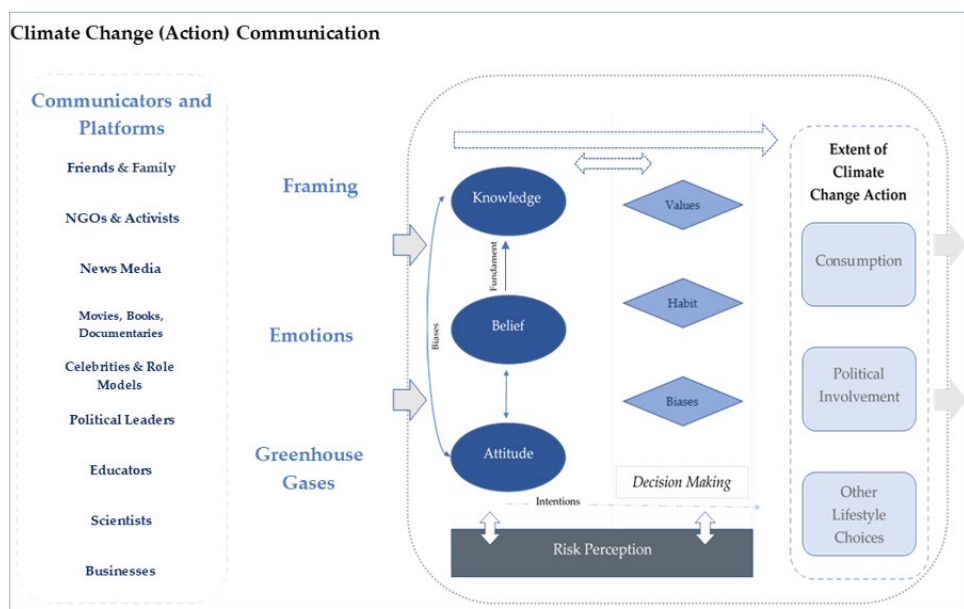 Climate Change (Action) Communication
Communicators and
Platforms
Friends & Family
NGOs & Activists
News Media
Movies, Books,
Documentaries
Celebrities & Role
Models
Political Leaders
Educators
Scientists
Businesses
Framing
Emotions
Greenhouse
Gases
Knowledge
Fundament
Biases
Belief
Attitude
Intentions
Values
Habit
Biases
Decision Making
Risk Perception
Extent of
Climate
Change Action
Consumption
Political
Involvement
Other
Lifestyle
Choices